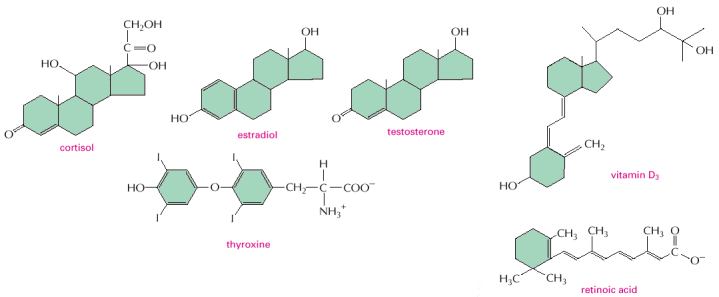 CH₂OH
C=O
HO
OH
O
cortisol
OH
HO
estradiol
OH
O
testosterone
OH
OH
CH₂
HO
vitamin D₃
I
I
H
HO
O
CH₂
C
COO⁻
NH₃⁺
I
I
thyroxine
CH₃
CH₃
CH₃
O
C
O⁻
H₃C
CH₃
retinoic acid